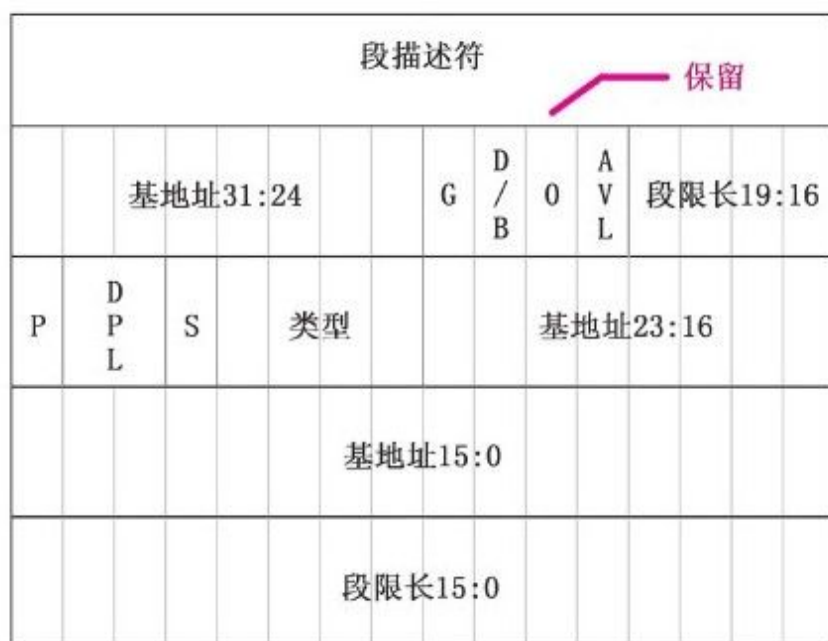 段描述符
保留
基地址31:24
G
D
/
B
0
A
V
L
段限长19:16
P
D
P
L
S
类型
基地址23:16
基地址15:0
段限长15:0